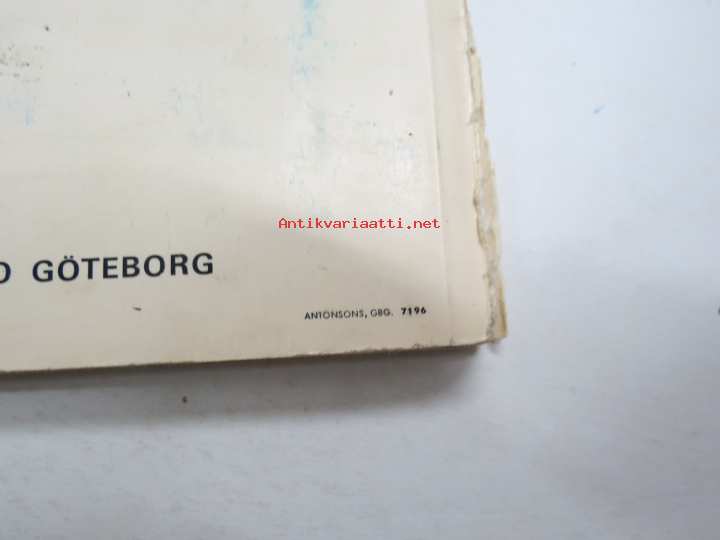 Antikvariaatti.net
GÖTEBORG
ANTONSONS, GBG. 7196